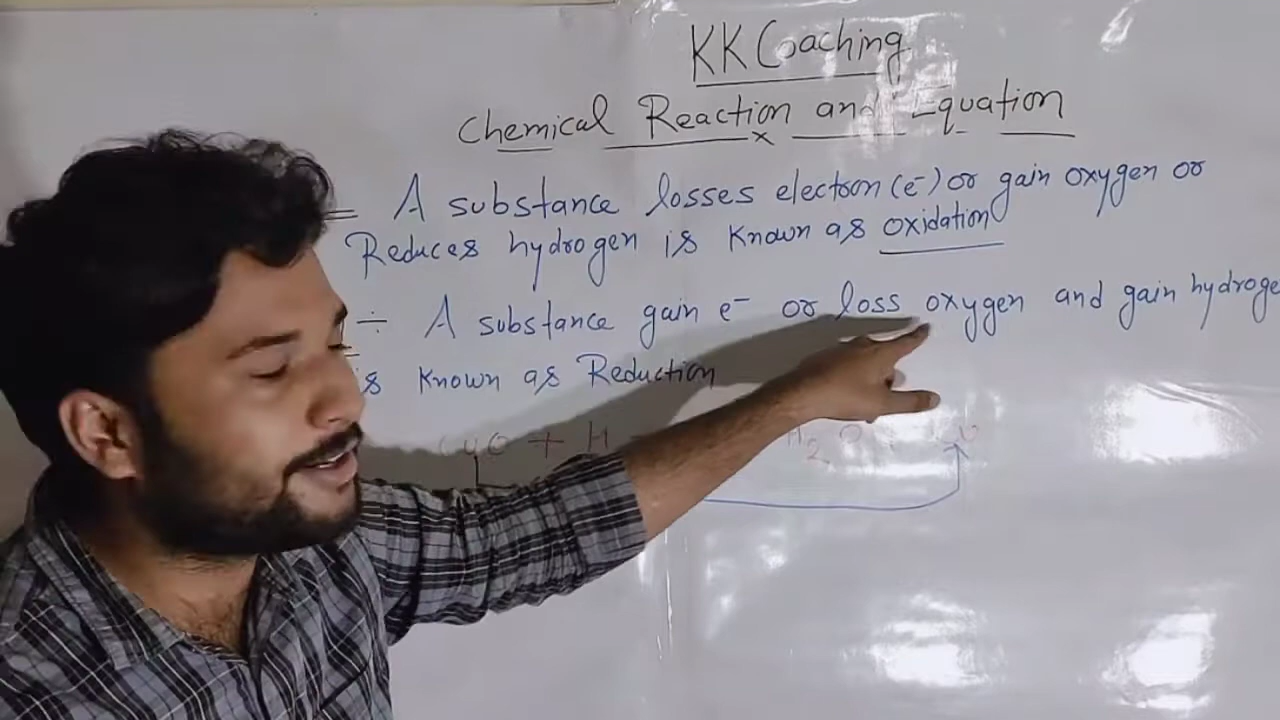 KK Coaching
Chemical Reaction and Equation
x
= A substance losses electron (e⁻) or gain oxygen or
Reduces hydrogen is known as oxidation
÷ A substance gain e⁻ or loss oxygen and gain hydroge
is known as Reduction
CuO + H H₂O